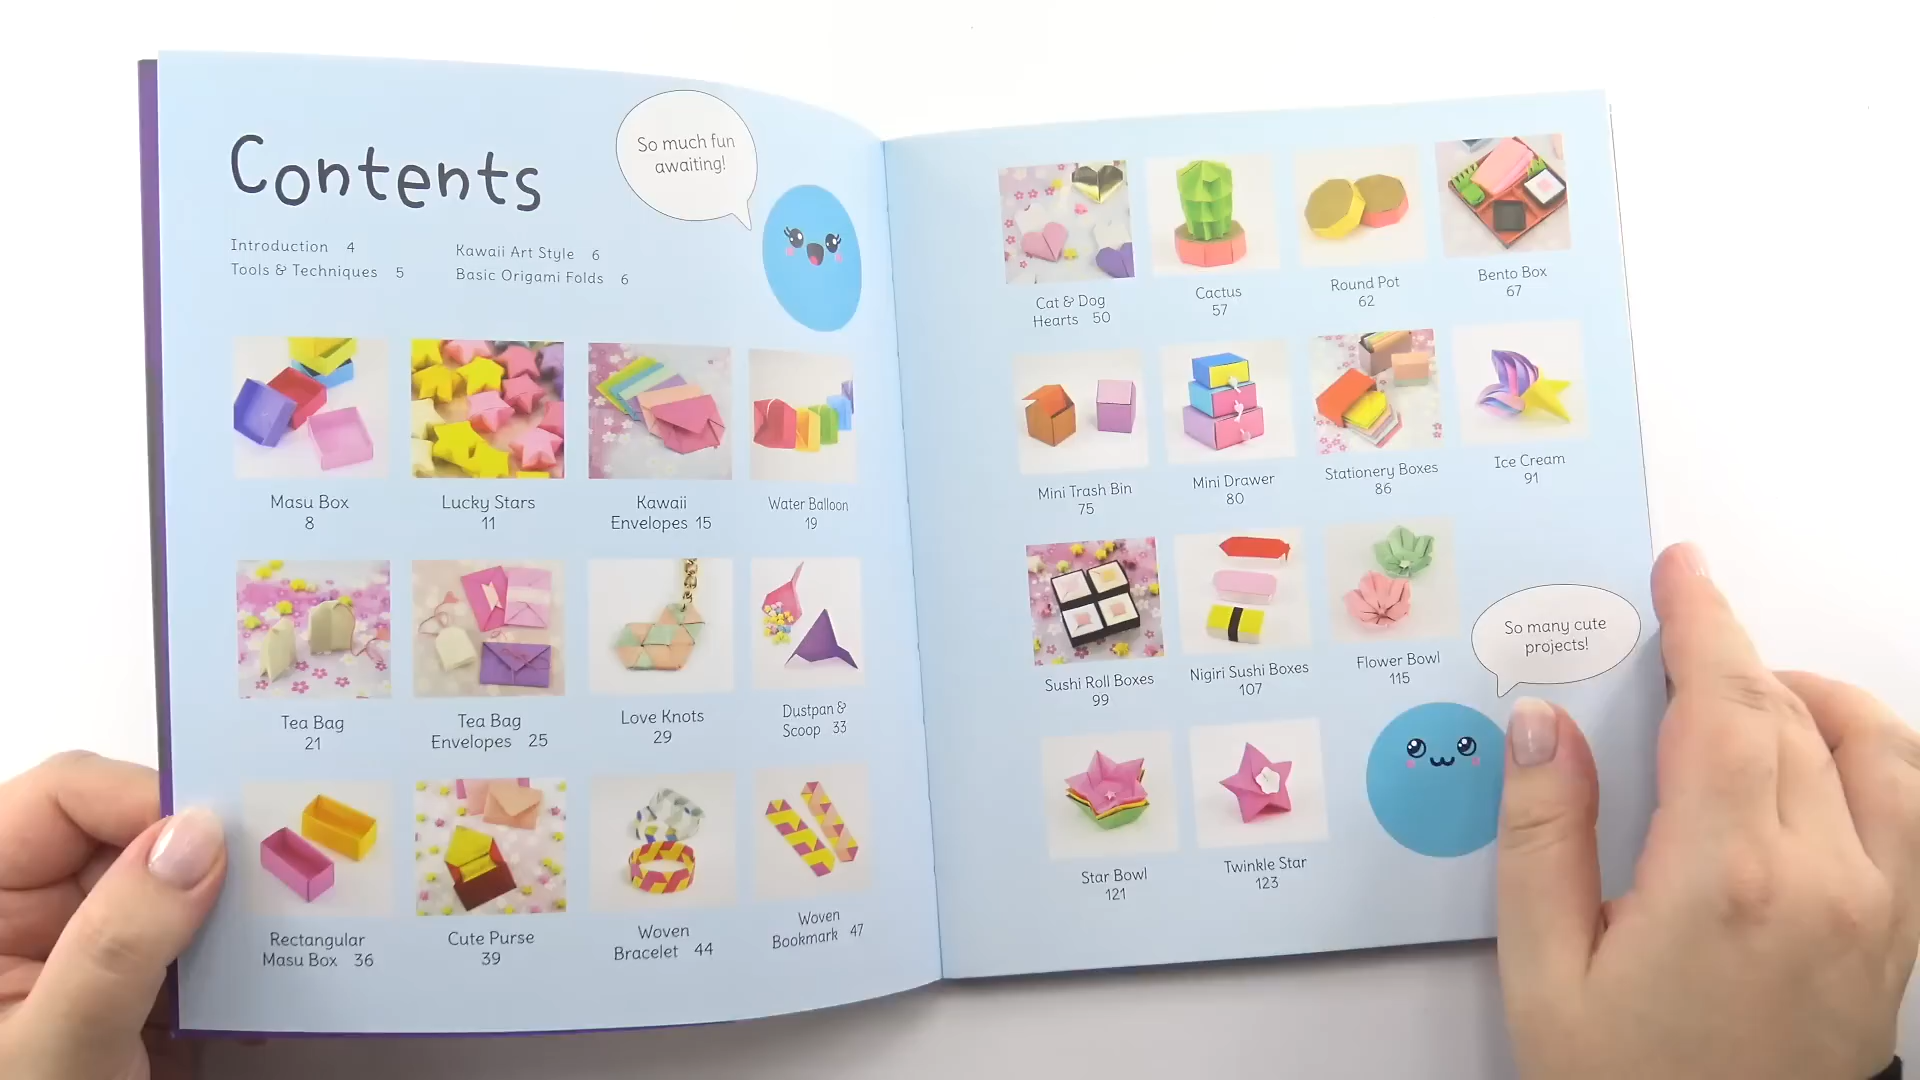 Contents
So much fun
awaiting!
Introduction 4
Tools & Techniques 5
Kawaii Art Style 6
Basic Origami Folds 6
Masu Box
8
Lucky Stars
11
Kawaii
Envelopes 15
Water Balloon
19
Tea Bag
21
Tea Bag
Envelopes 25
Love Knots
29
Dustpan &
Scoop 33
Rectangular
Masu Box 36
Cute Purse
39
Woven
Bracelet 44
Woven
Bookmark 47
Cat & Dog
Hearts 50
Cactus
57
Round Pot
62
Bento Box
67
Mini Trash Bin
75
Mini Drawer
80
Stationery Boxes
86
Ice Cream
91
Sushi Roll Boxes
99
Nigiri Sushi Boxes
107
Flower Bowl
115
So many cute
projects!
Star Bowl
121
Twinkle Star
123